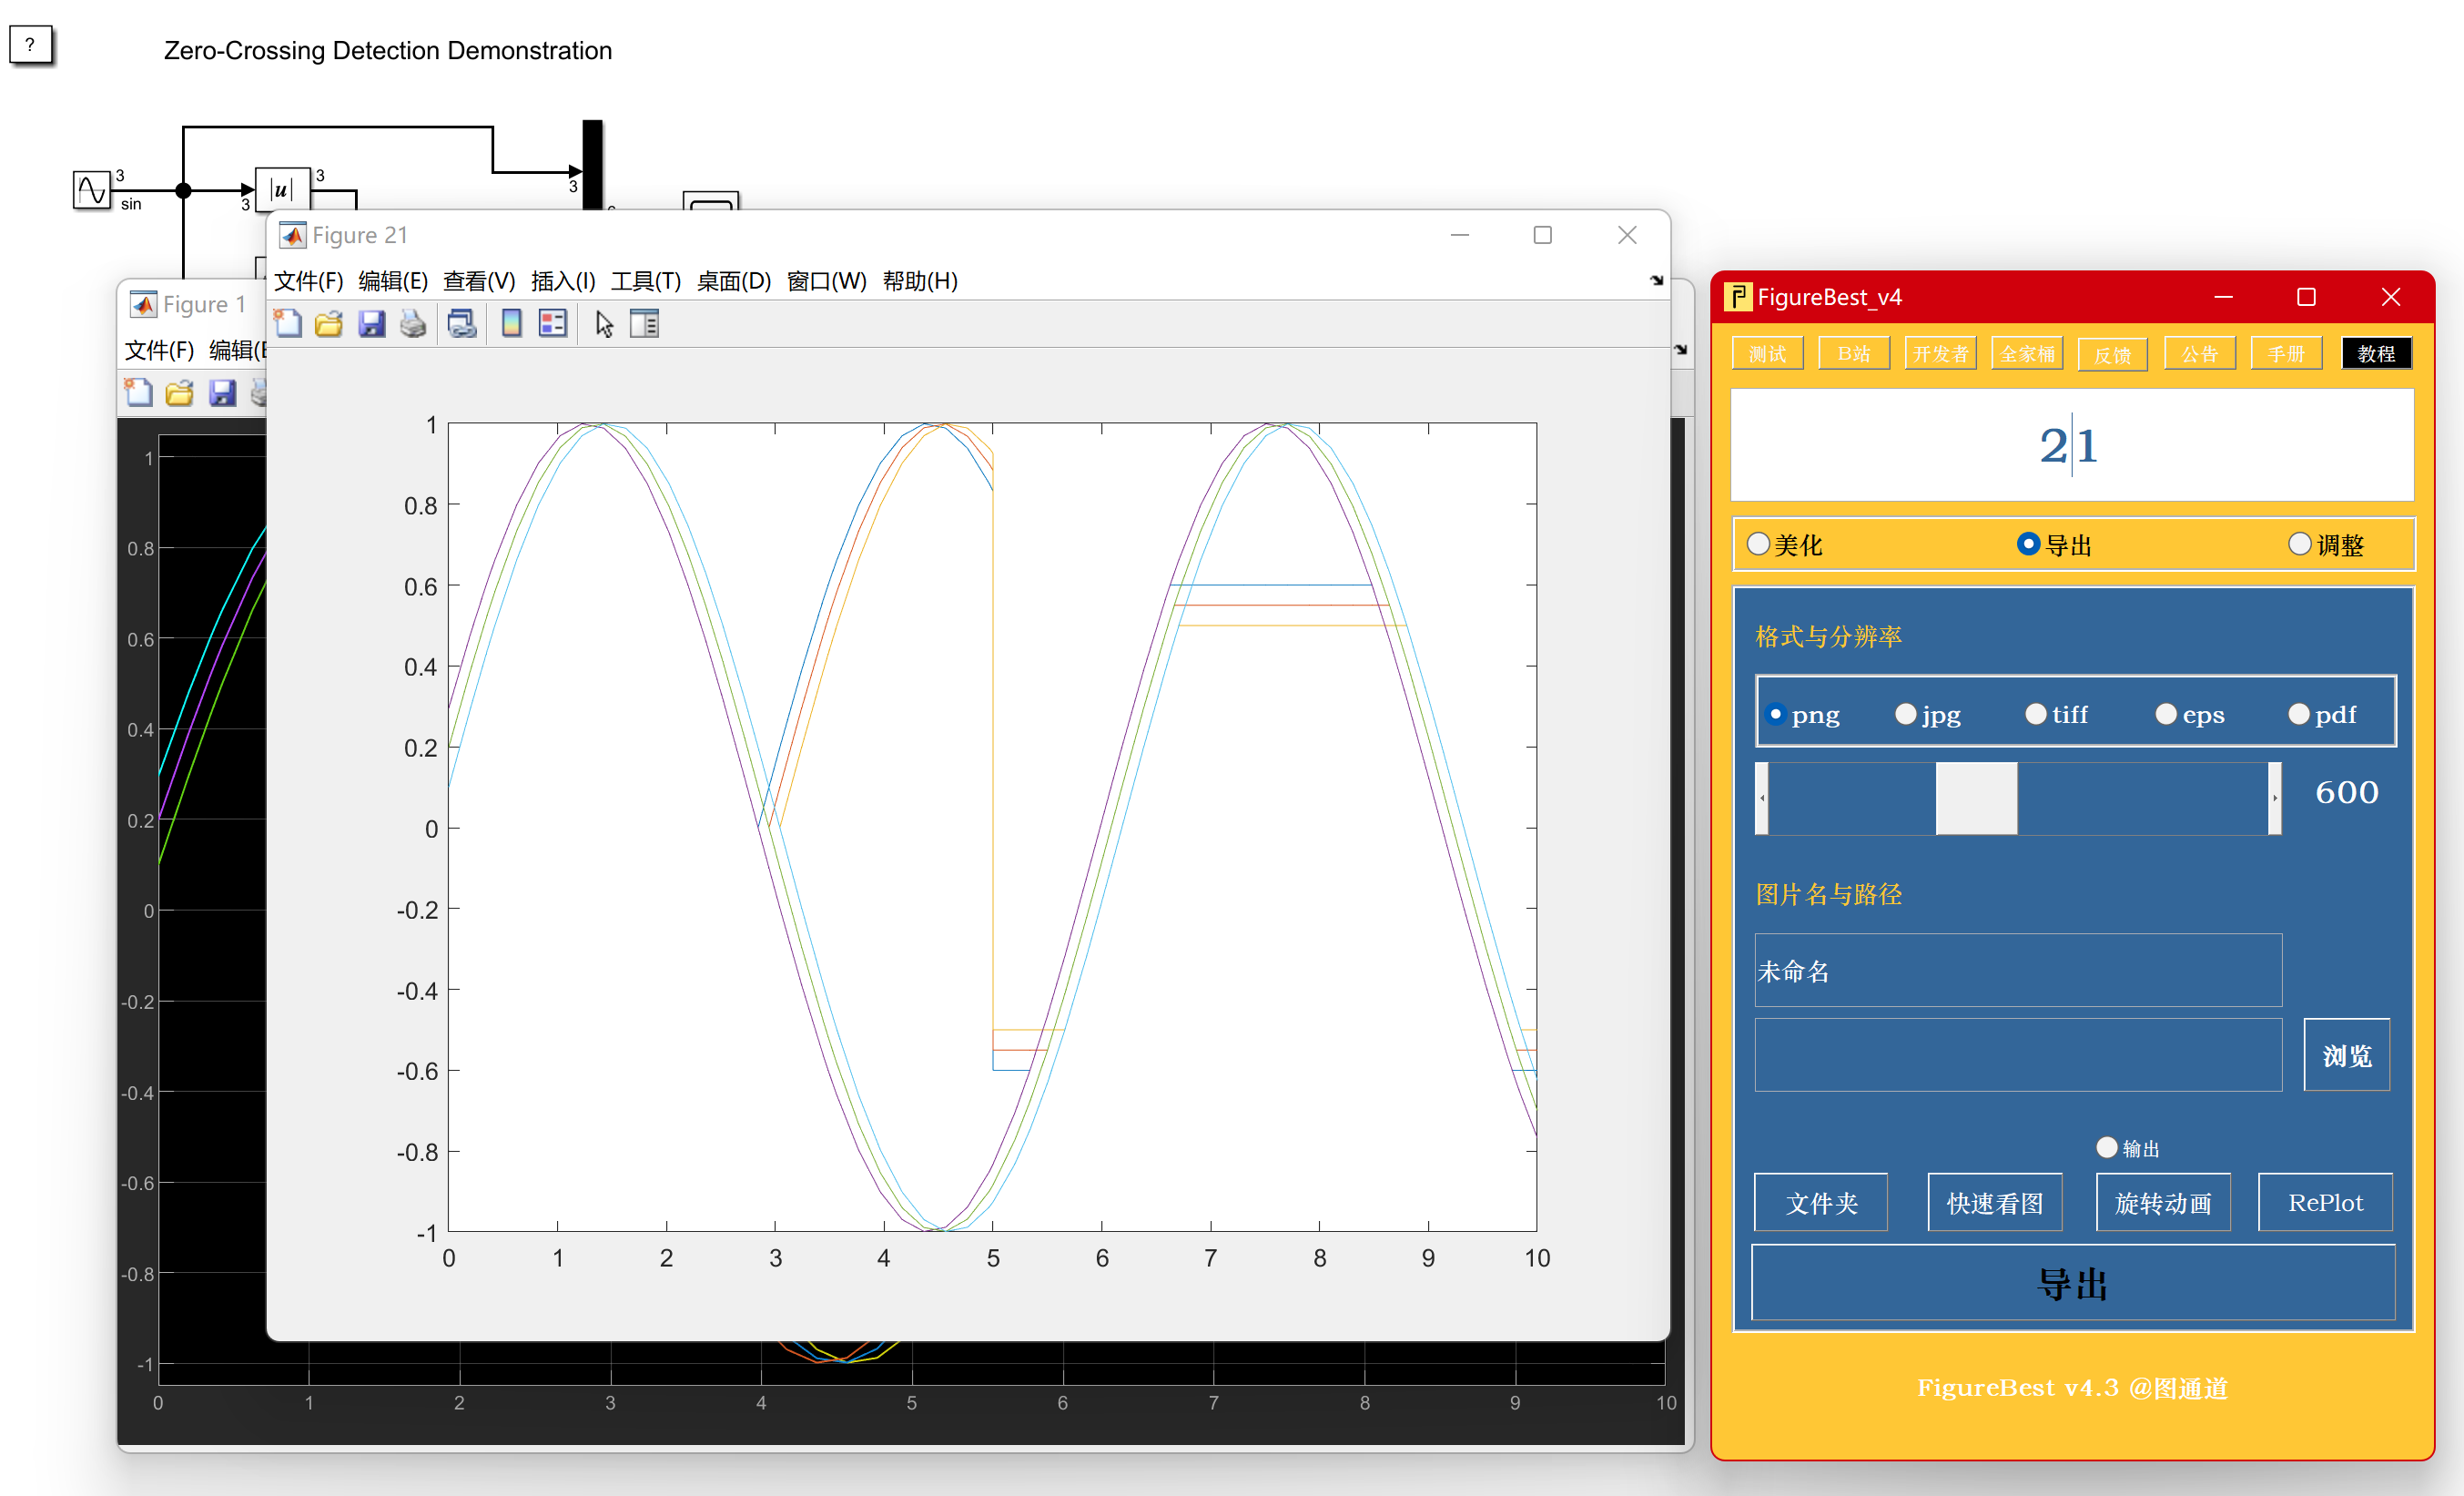 ?
Zero-Crossing Detection Demonstration
3
sin
3
|u|
3
3
Figure 21
文件(F) 编辑(E) 查看(V) 插入(I) 工具(T) 桌面(D) 窗口(W) 帮助(H)
1
0.8
0.6
0.4
0.2
0
-0.2
-0.4
-0.6
-0.8
-1
0 1 2 3 4 5 6 7 8 9 10
Figure 1
文件(F) 编辑(E
1
0.8
0.6
0.4
0.2
0
-0.2
-0.4
-0.6
-0.8
-1
0 1 2 3 4 5 6 7 8 9 10
FigureBest_v4
测试 B站 开发者 全家桶 反馈 公告 手册 教程
21
美化 导出 调整
格式与分辨率
png jpg tiff eps pdf
600
图片名与路径
未命名
浏览
输出
文件夹 快速看图 旋转动画 RePlot
导出
FigureBest v4.3 @图通道